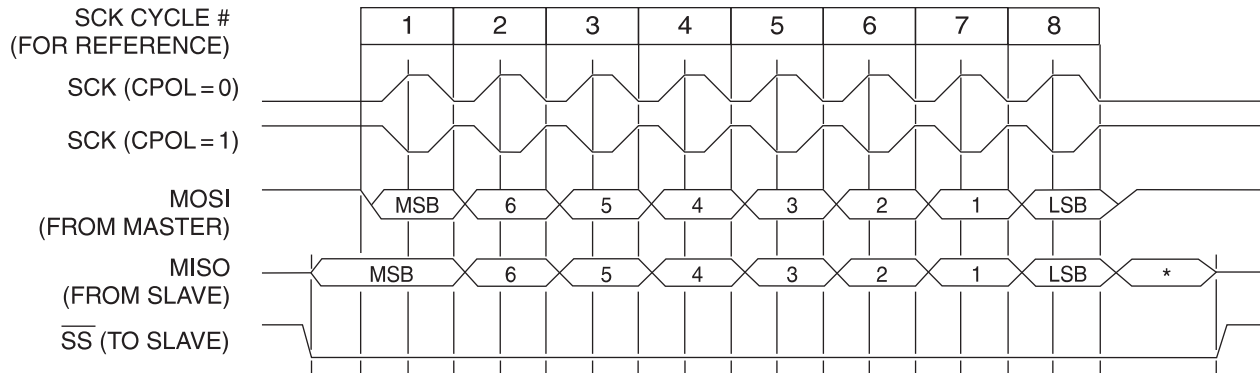 SCK CYCLE #
(FOR REFERENCE)
1 2 3 4 5 6 7 8
SCK (CPOL = 0)
SCK (CPOL = 1)
MOSI
(FROM MASTER)
MSB 6 5 4 3 2 1 LSB
MISO
(FROM SLAVE)
MSB 6 5 4 3 2 1 LSB *
SS (TO SLAVE)